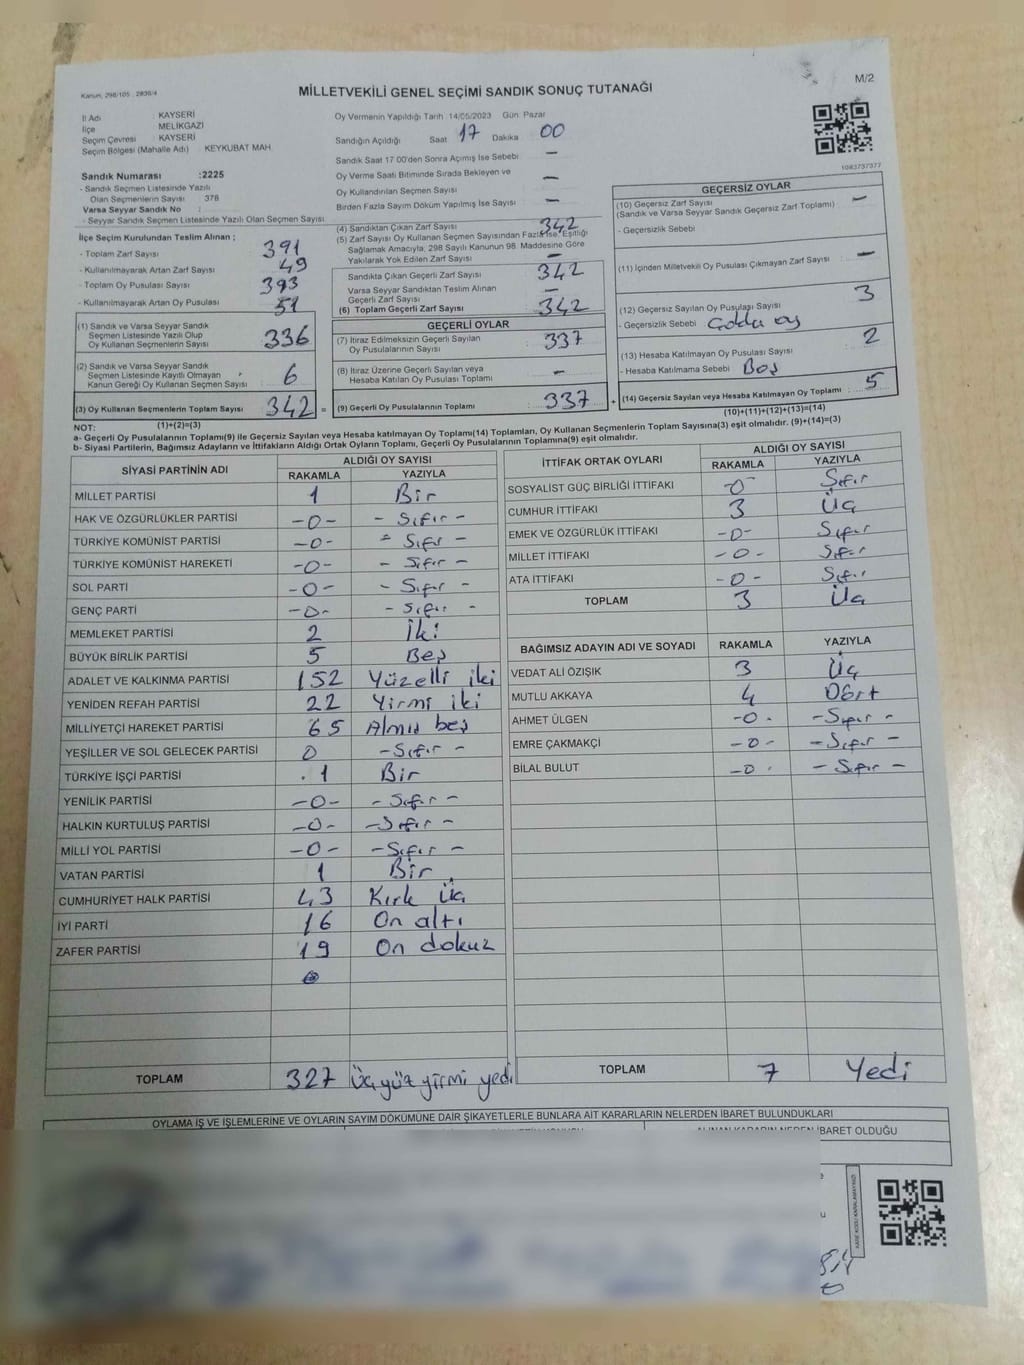 Kanun, 298/105 , 2839/4
M/2
MİLLETVEKİLİ GENEL SEÇİMİ SANDIK SONUÇ TUTANAĞI
İl Adı KAYSERİ
İlçe MELİKGAZİ
Seçim Çevresi KAYSERİ
Seçim Bölgesi (Mahalle Adı) KEYKUBAT MAH.
Sandık Numarası :2225
- Sandık Seçmen Listesinde Yazılı
Olan Seçmenlerin Sayısı 378
Varsa Seyyar Sandık No :
- Seyyar Sandık Seçmen Listesinde Yazılı Olan Seçmen Sayısı
İlçe Seçim Kurulundan Teslim Alınan ;
- Toplam Zarf Sayısı : 391
- Kullanılmayarak Artan Zarf Sayısı : 49
- Toplam Oy Pusulası Sayısı : 393
- Kullanılmayarak Artan Oy Pusulası : 51
(1) Sandık ve Varsa Seyyar Sandık
Seçmen Listesinde Yazılı Olup
Oy Kullanan Seçmenlerin Sayısı : 336
(2) Sandık ve Varsa Seyyar Sandık
Seçmen Listesinde Kayıtlı Olmayan
Kanun Gereği Oy Kullanan Seçmen Sayısı : 6
(3) Oy Kullanan Seçmenlerin Toplam Sayısı : 342 =
Oy Vermenin Yapıldığı Tarih 14/05/2023 Gün: Pazar
Sandığın Açıldığı Saat 17 Dakika 00
Sandık Saat 17:00'den Sonra Açımış İse Sebebi : —
Oy Verme Saati Bitiminde Sırada Bekleyen ve
Oy Kullandırılan Seçmen Sayısı : —
Birden Fazla Sayım Döküm Yapılmış İse Sayısı : —
(4) Sandıktan Çıkan Zarf Sayısı : 342
(5) Zarf Sayısı Oy Kullanan Seçmen Sayısından Fazla ise, Eşitliği
Sağlamak Amacıyla, 298 Sayılı Kanunun 98. Maddesine Göre
Yakılarak Yok Edilen Zarf Sayısı : —
Sandıkta Çıkan Geçerli Zarf Sayısı : 342
Varsa Seyyar Sandıktan Teslim Alınan
Geçerli Zarf Sayısı : —
(6) Toplam Geçerli Zarf Sayısı : 342
GEÇERLİ OYLAR
(7) İtiraz Edilmeksizin Geçerli Sayılan
Oy Pusulalarının Sayısı : 337
(8) İtiraz Üzerine Geçerli Sayılan veya
Hesaba Katılan Oy Pusulası Toplamı : —
(9) Geçerli Oy Pusulalarının Toplamı : 337 +
1083737377
GEÇERSİZ OYLAR
(10) Geçersiz Zarf Sayısı : —
(Sandık ve Varsa Seyyar Sandık Geçersiz Zarf Toplamı)
- Geçersizlik Sebebi :
(11) İçinden Milletvekili Oy Pusulası Çıkmayan Zarf Sayısı : —
(12) Geçersiz Sayılan Oy Pusulası Sayısı : 3
- Geçersizlik Sebebi oy
(13) Hesaba Katılmayan Oy Pusulası Sayısı : 2
- Hesaba Katılmama Sebebi : Boş
(14) Geçersiz Sayılan veya Hesaba Katılmayan Oy Toplamı : 5
NOT: (1)+(2)=(3)
(10)+(11)+(12)+(13)=(14)
a- Geçerli Oy Pusulalarının Toplamı(9) ile Geçersiz Sayılan veya Hesaba katılmayan Oy Toplamı(14) Toplamları, Oy Kullanan Seçmenlerin Toplam Sayısına(3) eşit olmalıdır. (9)+(14)=(3)
b- Siyasi Partilerin, Bağımsız Adayların ve İttifakların Aldığı Ortak Oyların Toplamı, Geçerli Oy Pusulalarının Toplamına(9) eşit olmalıdır.
SİYASİ PARTİNİN ADI ALDIĞI OY SAYISI
RAKAMLA YAZIYLA
MİLLET PARTİSİ 1 Bir
HAK VE ÖZGÜRLÜKLER PARTİSİ -0- - Sıfır -
TÜRKİYE KOMÜNİST PARTİSİ -0- - Sıfır -
TÜRKİYE KOMÜNİST HAREKETİ -0- - Sıfır -
SOL PARTİ -0- - Sıfır -
GENÇ PARTİ -0- - Sıfır -
MEMLEKET PARTİSİ 2 İki
BÜYÜK BİRLİK PARTİSİ 5 Beş
ADALET VE KALKINMA PARTİSİ 152 Yüzelli iki
YENİDEN REFAH PARTİSİ 22 Yirmi iki
MİLLİYETÇİ HAREKET PARTİSİ 65 Altmış beş
YEŞİLLER VE SOL GELECEK PARTİSİ 0 -Sıfır -
TÜRKİYE İŞÇİ PARTİSİ 1 Bir
YENİLİK PARTİSİ -0- - Sıfır -
HALKIN KURTULUŞ PARTİSİ -0- -Sıfır -
MİLLİ YOL PARTİSİ -0- -Sıfır -
VATAN PARTİSİ 1 Bir
CUMHURİYET HALK PARTİSİ 43 Kırk üç
İYİ PARTİ 16 On altı
ZAFER PARTİSİ 19 On dokuz
TOPLAM 327 Üçyüz yirmi yedi
İTTİFAK ORTAK OYLARI ALDIĞI OY SAYISI
RAKAMLA YAZIYLA
SOSYALİST GÜÇ BİRLİĞİ İTTİFAKI -0- Sıfır
CUMHUR İTTİFAKI 3 Üç
EMEK VE ÖZGÜRLÜK İTTİFAKI -0- Sıfır
MİLLET İTTİFAKI -0- Sıfır
ATA İTTİFAKI -0- Sıfır
TOPLAM 3 Üç
BAĞIMSIZ ADAYIN ADI VE SOYADI RAKAMLA YAZIYLA
VEDAT ALİ ÖZIŞIK 3 Üç
MUTLU AKKAYA 4 Dört
AHMET ÜLGEN -0- -Sıfır -
EMRE ÇAKMAKÇİ -0- -Sıfır -
BİLAL BULUT -0- - Sıfır -
TOPLAM 7 Yedi
OYLAMA İŞ VE İŞLEMLERİNE VE OYLARIN SAYIM DÖKÜMÜNE DAİR ŞİKAYETLERLE BUNLARA AİT KARARLARIN NELERDEN İBARET BULUNDUKLARI
ALINAN KARARIN NEDEN İBARET OLDUĞU
KARE KODU KARALAMAYINIZ